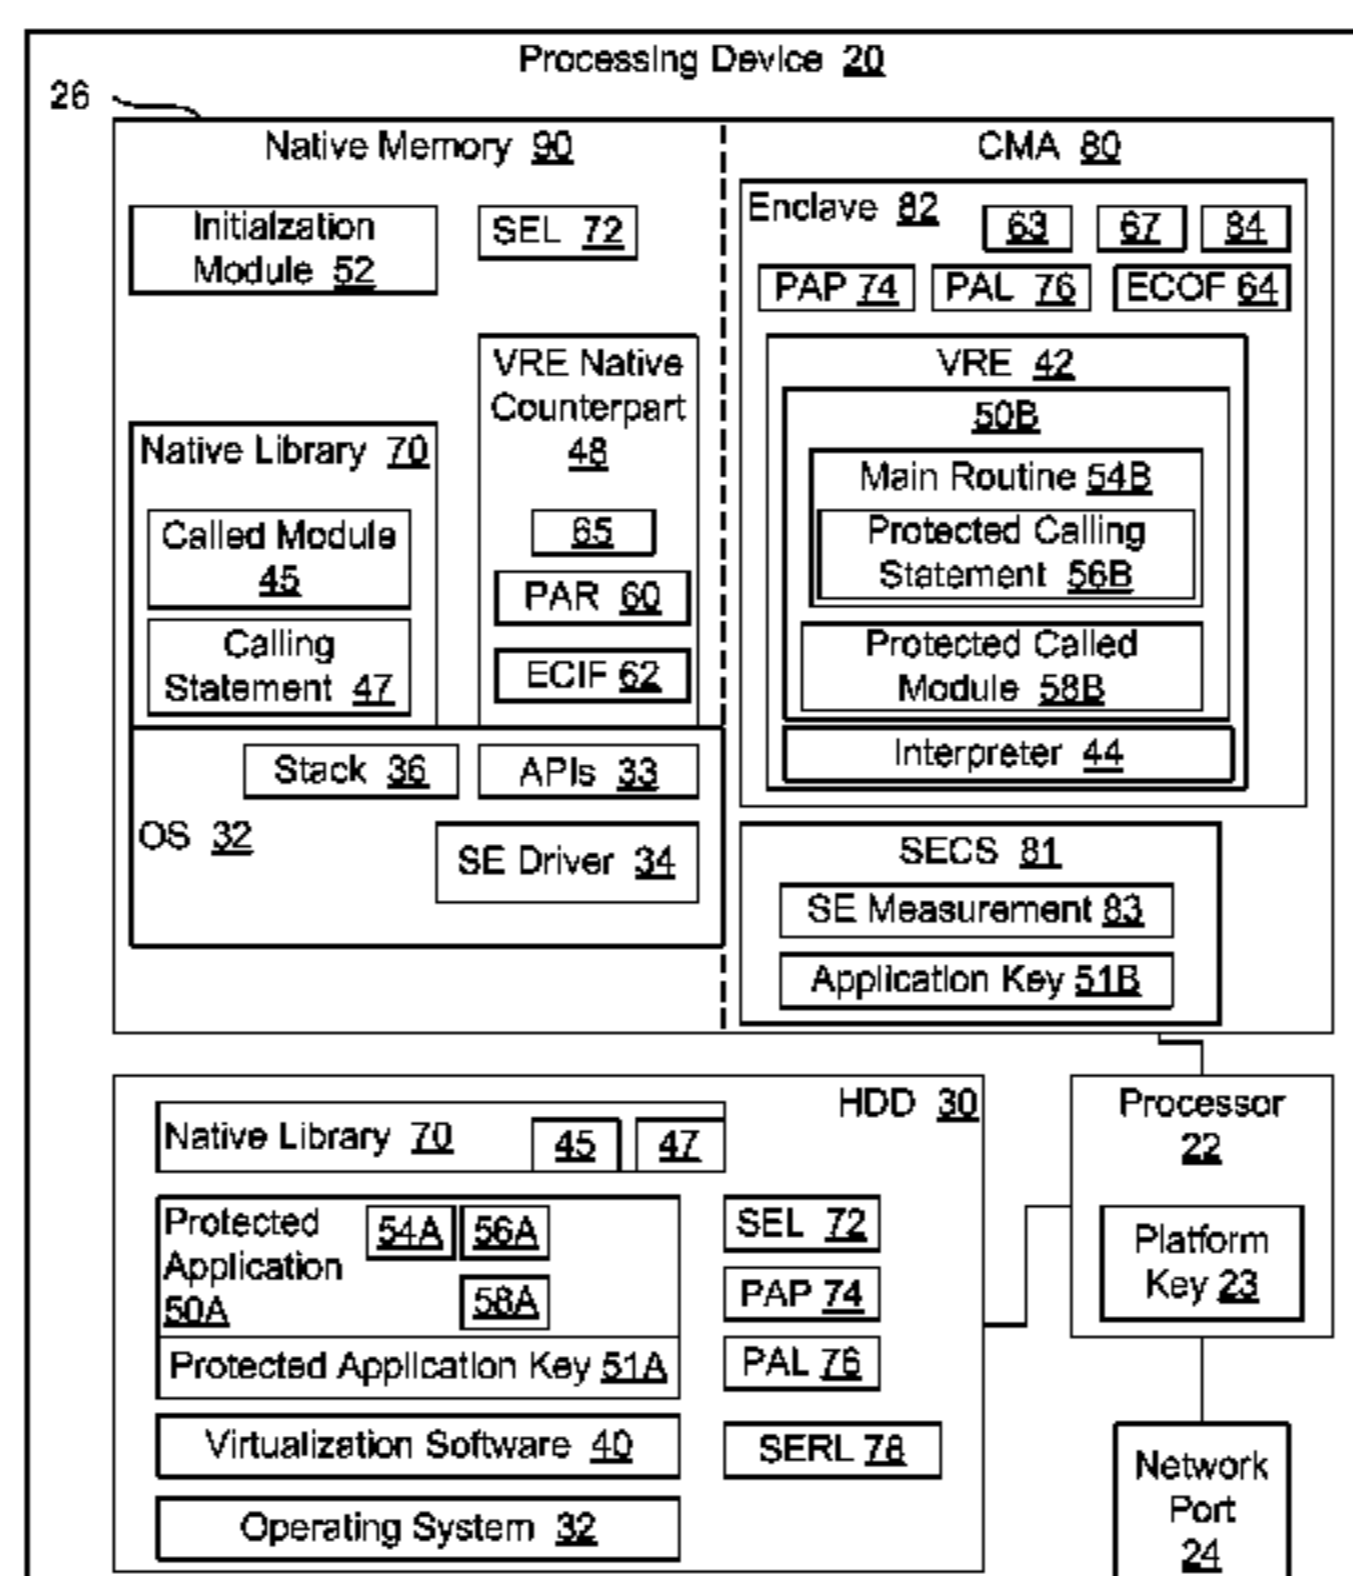 Processing Device 20
26
Native Memory 90
Initialzation
Module 52
SEL 72
VRE Native
Counterpart
48
65
PAR 60
ECIF 62
Native Library 70
Called Module
45
Calling
Statement 47
Stack 36
APIs 33
OS 32
SE Driver 34
CMA 80
Enclave 82
63
67
84
PAP 74
PAL 76
ECOF 64
VRE 42
50B
Main Routine 54B
Protected Calling
Statement 56B
Protected Called
Module 58B
Interpreter 44
SECS 81
SE Measurement 83
Application Key 51B
HDD 30
Native Library 70
45
47
Protected
Application
50A
54A
56A
58A
Protected Application Key 51A
Virtualization Software 40
Operating System 32
SEL 72
PAP 74
PAL 76
SERL 78
Processor
22
Platform
Key 23
Network
Port
24